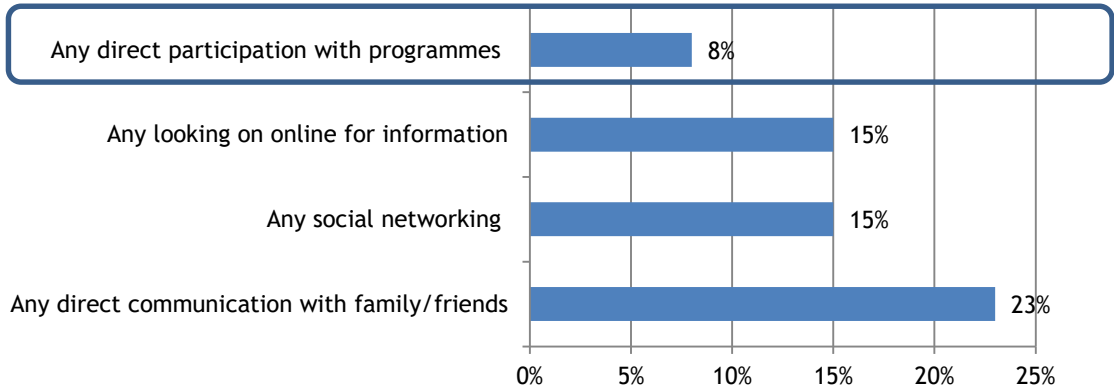 Any direct participation with programmes 8%
Any looking on online for information 15%
Any social networking 15%
Any direct communication with family/friends 23%
0% 5% 10% 15% 20% 25%